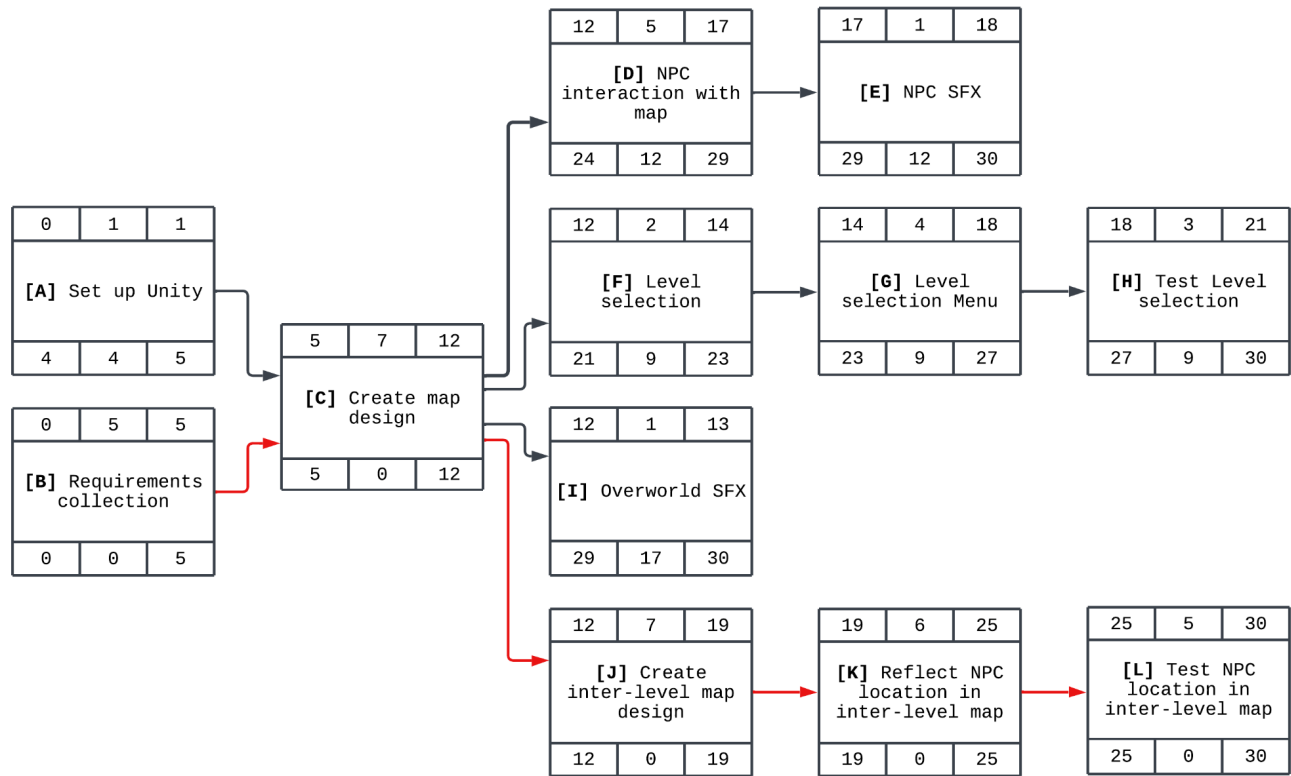 12 5 17
[D] NPC
interaction with
map
24 12 29
17 1 18
[E] NPC SFX
29 12 30
0 1 1
[A] Set up Unity
4 4 5
12 2 14
[F] Level
selection
21 9 23
14 4 18
[G] Level
selection Menu
23 9 27
18 3 21
[H] Test Level
selection
27 9 30
5 7 12
[C] Create map
design
5 0 12
0 5 5
[B] Requirements
collection
0 0 5
12 1 13
[I] Overworld SFX
29 17 30
12 7 19
[J] Create
inter-level map
design
12 0 19
19 6 25
[K] Reflect NPC
location in
inter-level map
19 0 25
25 5 30
[L] Test NPC
location in
inter-level map
25 0 30